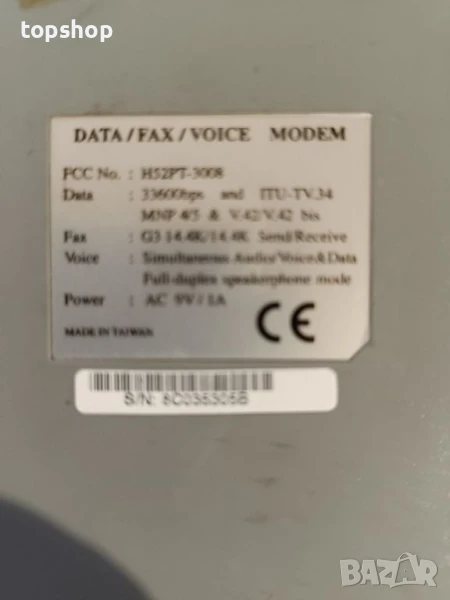 topshop
DATA / FAX / VOICE MODEM
FCC No. : H52PT-3008
Data : 33600bps and ITU-TV.34
MNP 4/5 & V.42/V.42 bis
Fax : G3 14.4K/14.4K Send/Receive
Voice : Simultaneous Audio/Voice&Data
Full-duplex speakerphone mode
Power : AC 9V / 1A
MADE IN TAIWAN
CE
S/N: 6C036306B
BAZAR